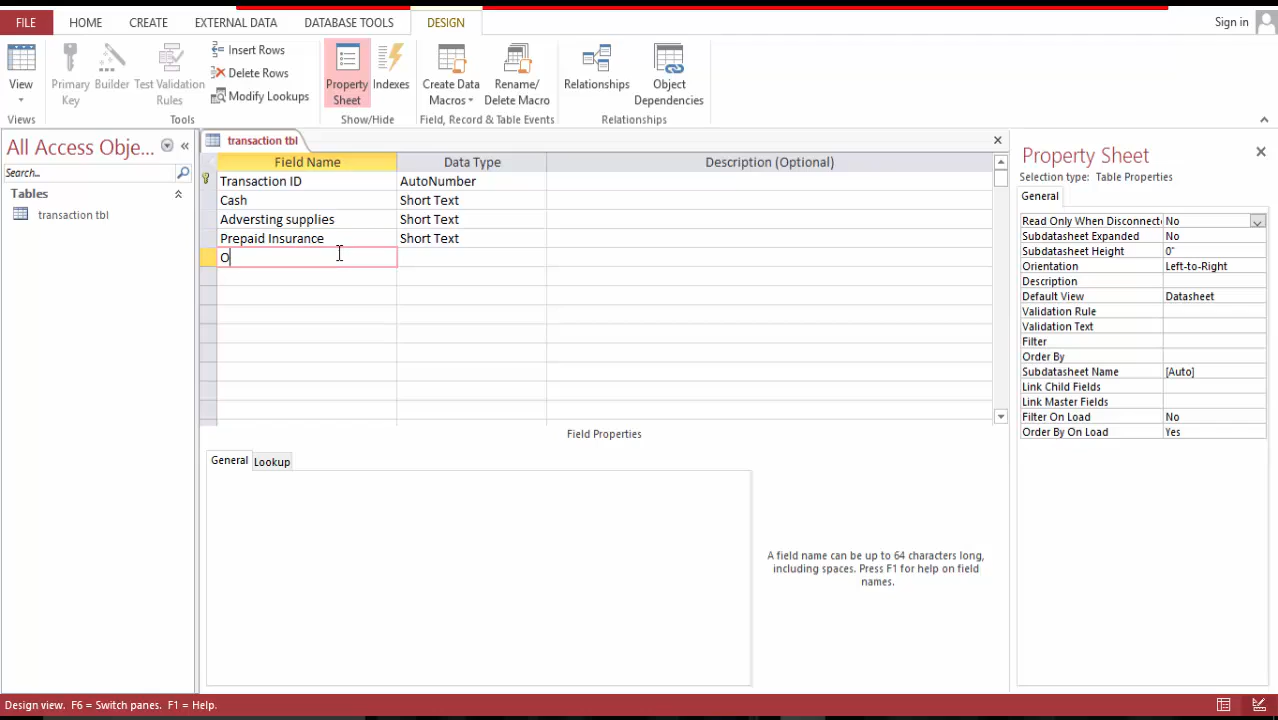 FILE HOME CREATE EXTERNAL DATA DATABASE TOOLS DESIGN Sign in
View
Primary Key
Builder
Test Validation Rules
Insert Rows
Delete Rows
Modify Lookups
Property Sheet
Indexes
Create Data Macros
Rename/ Delete Macro
Relationships
Object Dependencies
Views Tools Show/Hide Field, Record & Table Events Relationships
All Access Obje...
Search...
Tables
transaction tbl
transaction tbl
Field Name Data Type Description (Optional)
Transaction ID AutoNumber
Cash Short Text
Adversting supplies Short Text
Prepaid Insurance Short Text
O
Field Properties
General Lookup
A field name can be up to 64 characters long,
including spaces. Press F1 for help on field
names.
Property Sheet
Selection type: Table Properties
General
Read Only When Disconnect No
Subdatasheet Expanded No
Subdatasheet Height 0"
Orientation Left-to-Right
Description
Default View Datasheet
Validation Rule
Validation Text
Filter
Order By
Subdatasheet Name [Auto]
Link Child Fields
Link Master Fields
Filter On Load No
Order By On Load Yes
Design view. F6 = Switch panes. F1 = Help.